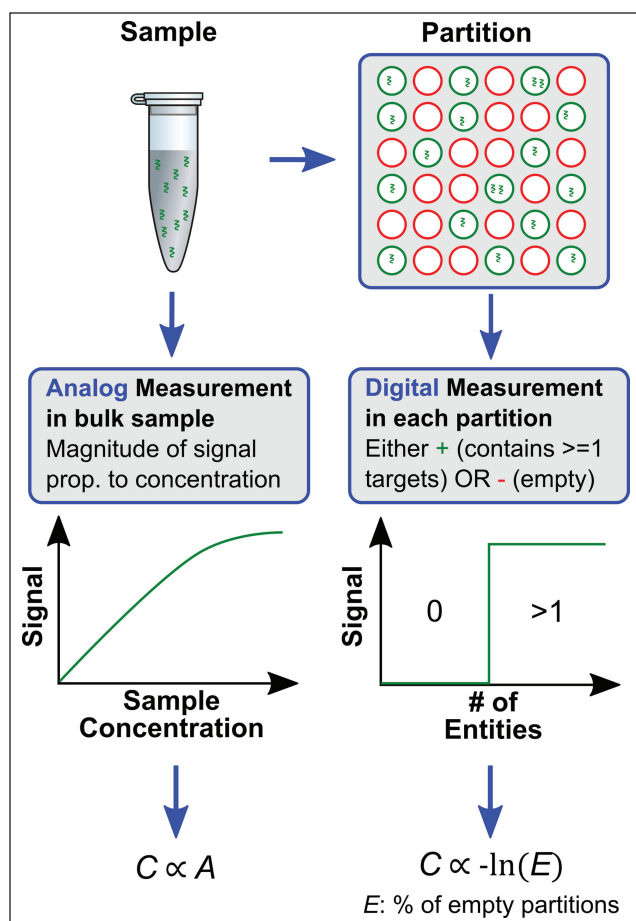 Sample
Partition
Analog Measurement
in bulk sample
Magnitude of signal
prop. to concentration
Digital Measurement
in each partition
Either + (contains >=1
targets) OR - (empty)
Signal
Sample
Concentration
Signal
0
>1
# of
Entities
C ∝ A
C ∝ -ln(E)
E: % of empty partitions